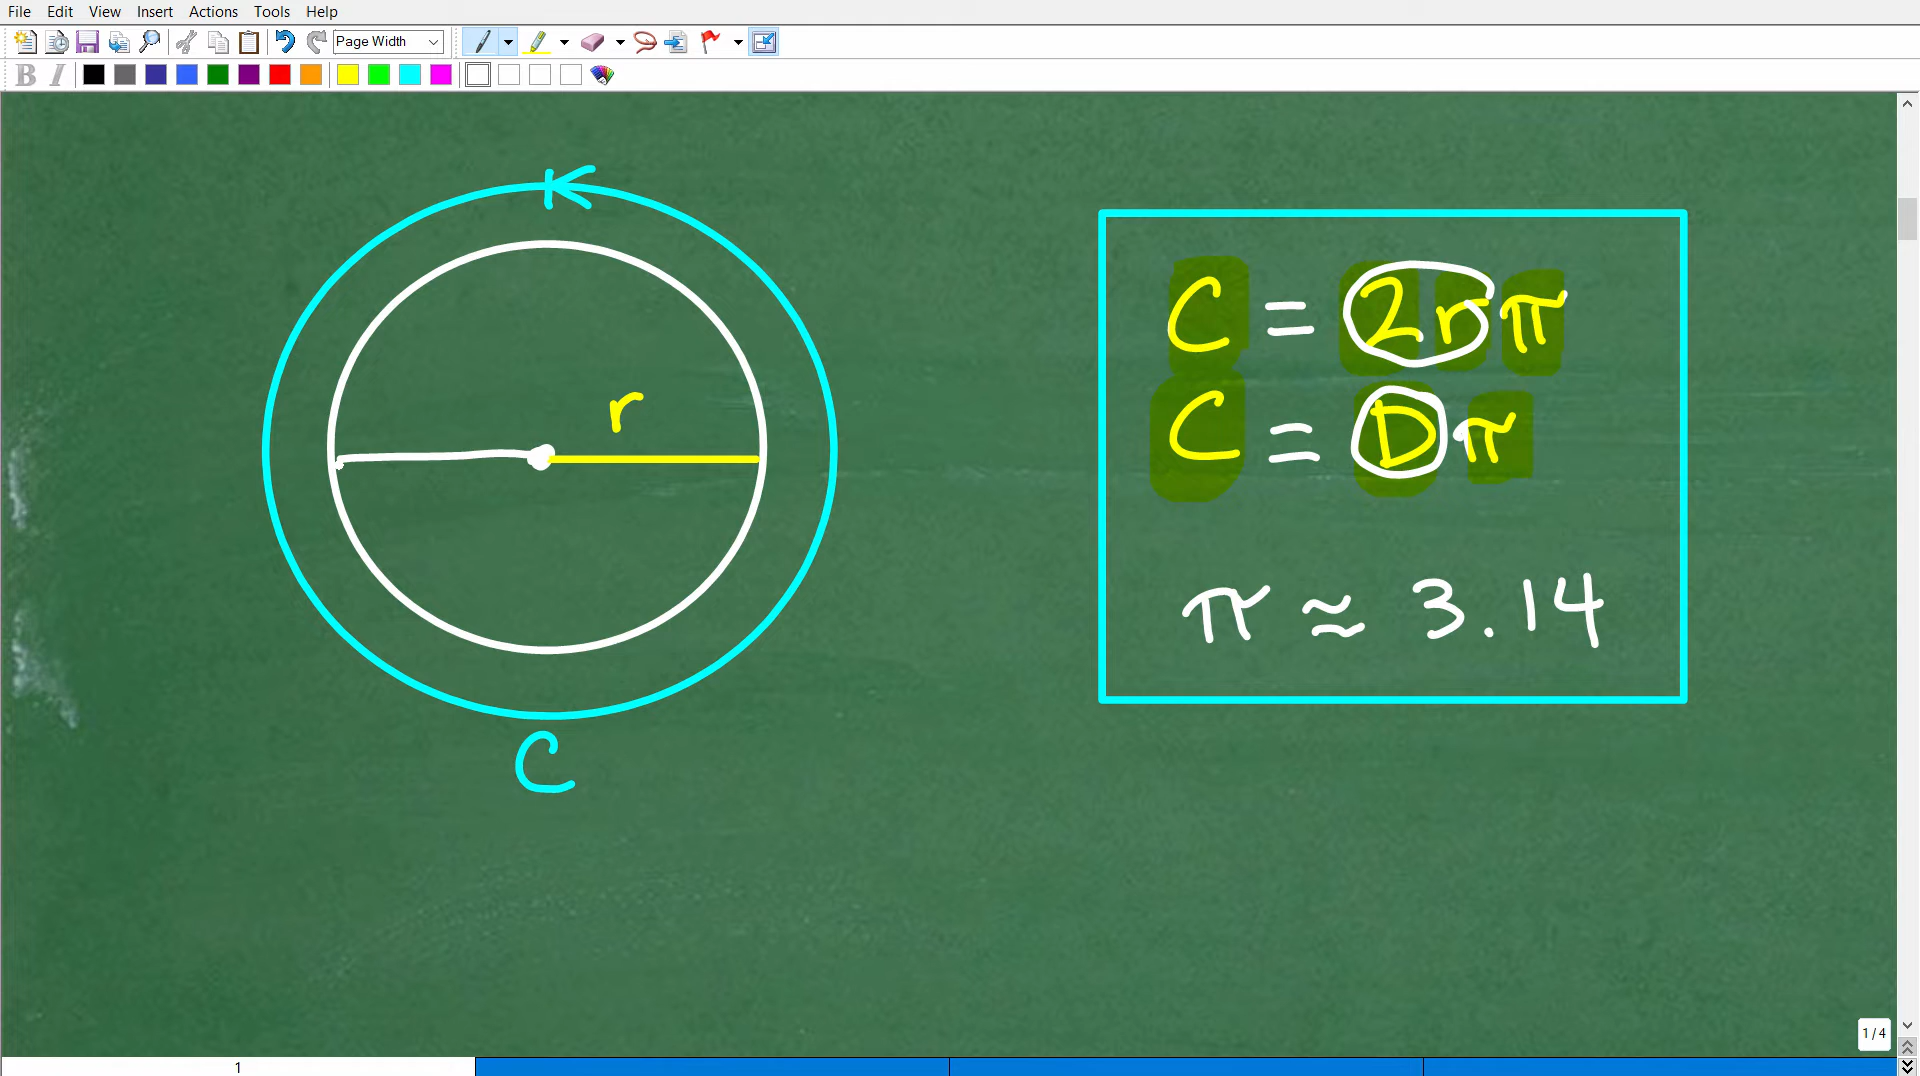 File Edit View Insert Actions Tools Help
Page Width
B I
r
C
C = 2rπ
C = Dπ
π ≈ 3.14
1 / 4
1